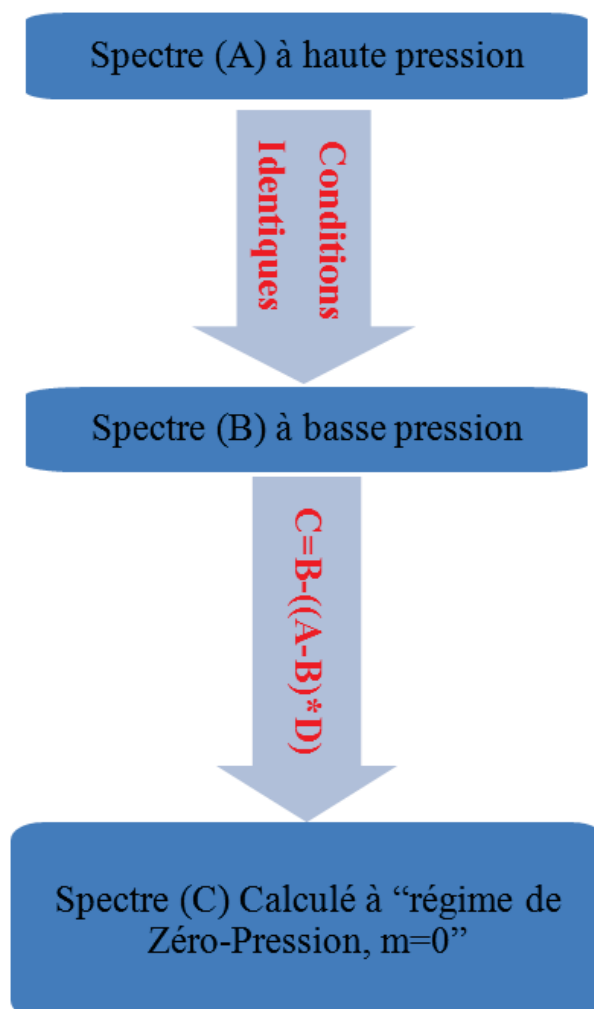 Spectre (A) à haute pression
Conditions
Identiques
Spectre (B) à basse pression
C=B-((A-B)*D)
Spectre (C) Calculé à “régime de
Zéro-Pression, m=0”